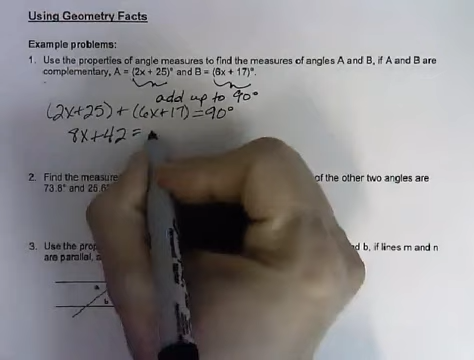 Using Geometry Facts
Example problems:
1. Use the properties of angle measures to find the measures of angles A and B, if A and B are
complementary, A = (2x + 25)° and B = (6x + 17)°.
add up to 90°
(2x+25) + (6x+17) = 90°
8x+42 =
2. Find the measure of the other two angles are
73.8° and 25.6°
3. Use the prop d b, if lines m and n
are parallel,
a
b